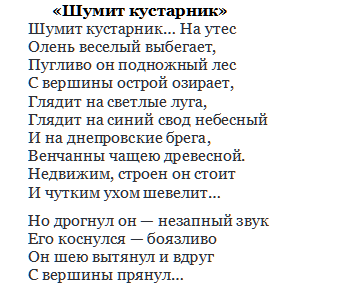 «Шумит кустарник»
Шумит кустарник... На утес
Олень веселый выбегает,
Пугливо он подножный лес
С вершины острой озирает,
Глядит на светлые луга,
Глядит на синий свод небесный
И на днепровские брега,
Венчанны чащею древесной.
Недвижим, строен он стоит
И чутким ухом шевелит...
Но дрогнул он — незапный звук
Его коснулся — боязливо
Он шею вытянул и вдруг
С вершины прянул...